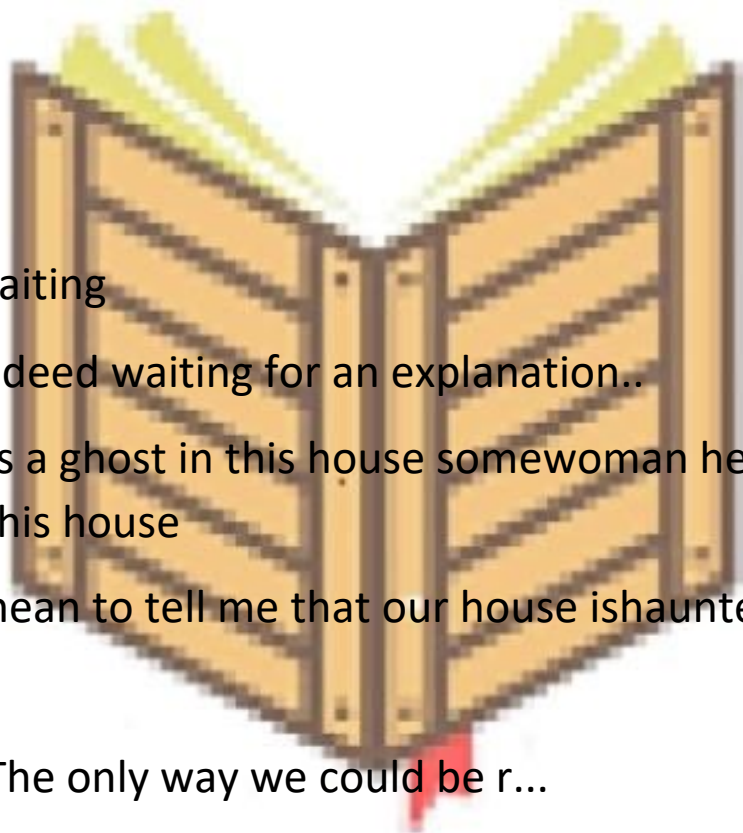 aiting
deed waiting for an explanation..
s a ghost in this house somewoman he
his house
ean to tell me that our house ishaunte
The only way we could be r...